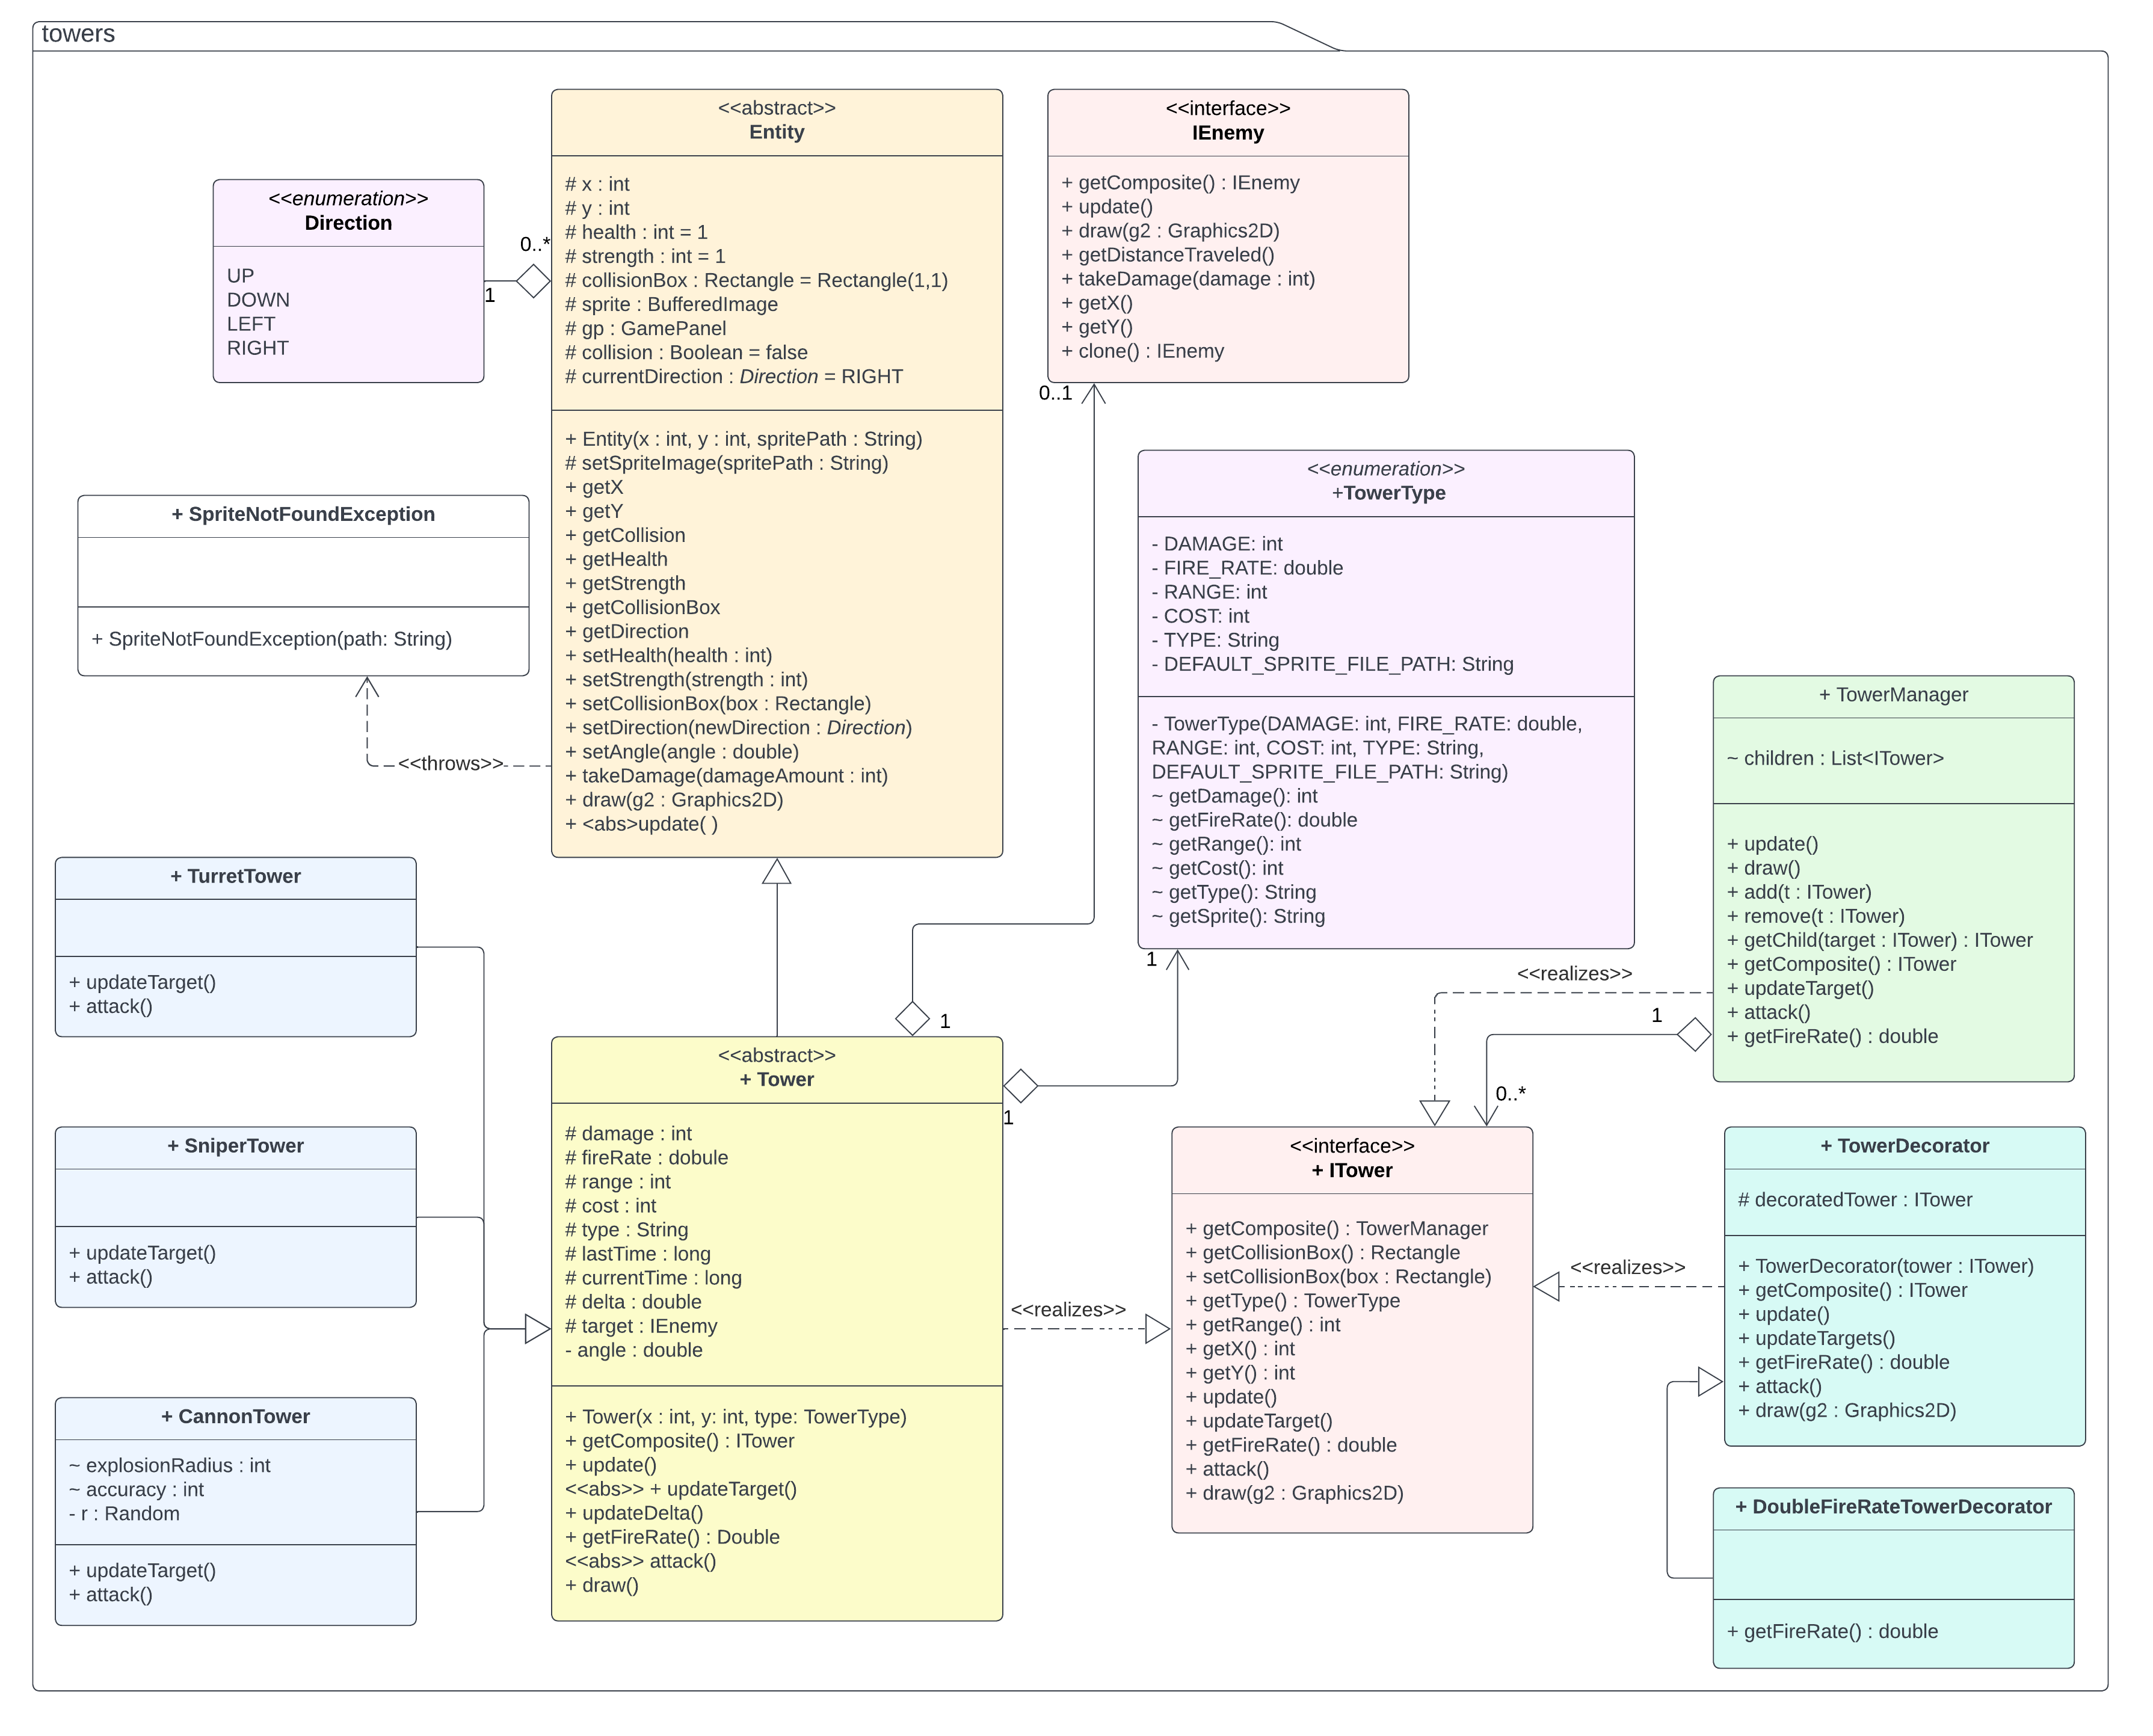 towers
<<abstract>>
Entity
# x : int
# y : int
# health : int = 1
# strength : int = 1
# collisionBox : Rectangle = Rectangle(1,1)
# sprite : BufferedImage
# gp : GamePanel
# collision : Boolean = false
# currentDirection : Direction = RIGHT
+ Entity(x : int, y : int, spritePath : String)
# setSpriteImage(spritePath : String)
+ getX
+ getY
+ getCollision
+ getHealth
+ getStrength
+ getCollisionBox
+ getDirection
+ setHealth(health : int)
+ setStrength(strength : int)
+ setCollisionBox(box : Rectangle)
+ setDirection(newDirection : Direction)
+ setAngle(angle : double)
+ takeDamage(damageAmount : int)
+ draw(g2 : Graphics2D)
+ <abs>update( )
<<interface>>
IEnemy
+ getComposite() : IEnemy
+ update()
+ draw(g2 : Graphics2D)
+ getDistanceTraveled()
+ takeDamage(damage : int)
+ getX()
+ getY()
+ clone() : IEnemy
<<enumeration>>
Direction
UP
DOWN
LEFT
RIGHT
0..*
1
0..1
<<enumeration>>
+TowerType
- DAMAGE: int
- FIRE_RATE: double
- RANGE: int
- COST: int
- TYPE: String
- DEFAULT_SPRITE_FILE_PATH: String
- TowerType(DAMAGE: int, FIRE_RATE: double,
RANGE: int, COST: int, TYPE: String,
DEFAULT_SPRITE_FILE_PATH: String)
~ getDamage(): int
~ getFireRate(): double
~ getRange(): int
~ getCost(): int
~ getType(): String
~ getSprite(): String
+ SpriteNotFoundException
+ SpriteNotFoundException(path: String)
<<throws>>
+ TowerManager
~ children : List<ITower>
+ update()
+ draw()
+ add(t : ITower)
+ remove(t : ITower)
+ getChild(target : ITower) : ITower
+ getComposite() : ITower
+ updateTarget()
+ attack()
+ getFireRate() : double
+ TurretTower
+ updateTarget()
+ attack()
1
<<realizes>>
1
1
1
0..*
<<abstract>>
+ Tower
# damage : int
# fireRate : dobule
# range : int
# cost : int
# type : String
# lastTime : long
# currentTime : long
# delta : double
# target : IEnemy
- angle : double
+ Tower(x : int, y: int, type: TowerType)
+ getComposite() : ITower
+ update()
<<abs>> + updateTarget()
+ updateDelta()
+ getFireRate() : Double
<<abs>> attack()
+ draw()
+ SniperTower
+ updateTarget()
+ attack()
<<realizes>>
<<interface>>
+ ITower
+ getComposite() : TowerManager
+ getCollisionBox() : Rectangle
+ setCollisionBox(box : Rectangle)
+ getType() : TowerType
+ getRange() : int
+ getX() : int
+ getY() : int
+ update()
+ updateTarget()
+ getFireRate() : double
+ attack()
+ draw(g2 : Graphics2D)
<<realizes>>
+ TowerDecorator
# decoratedTower : ITower
+ TowerDecorator(tower : ITower)
+ getComposite() : ITower
+ update()
+ updateTargets()
+ getFireRate() : double
+ attack()
+ draw(g2 : Graphics2D)
+ CannonTower
~ explosionRadius : int
~ accuracy : int
- r : Random
+ updateTarget()
+ attack()
+ DoubleFireRateTowerDecorator
+ getFireRate() : double